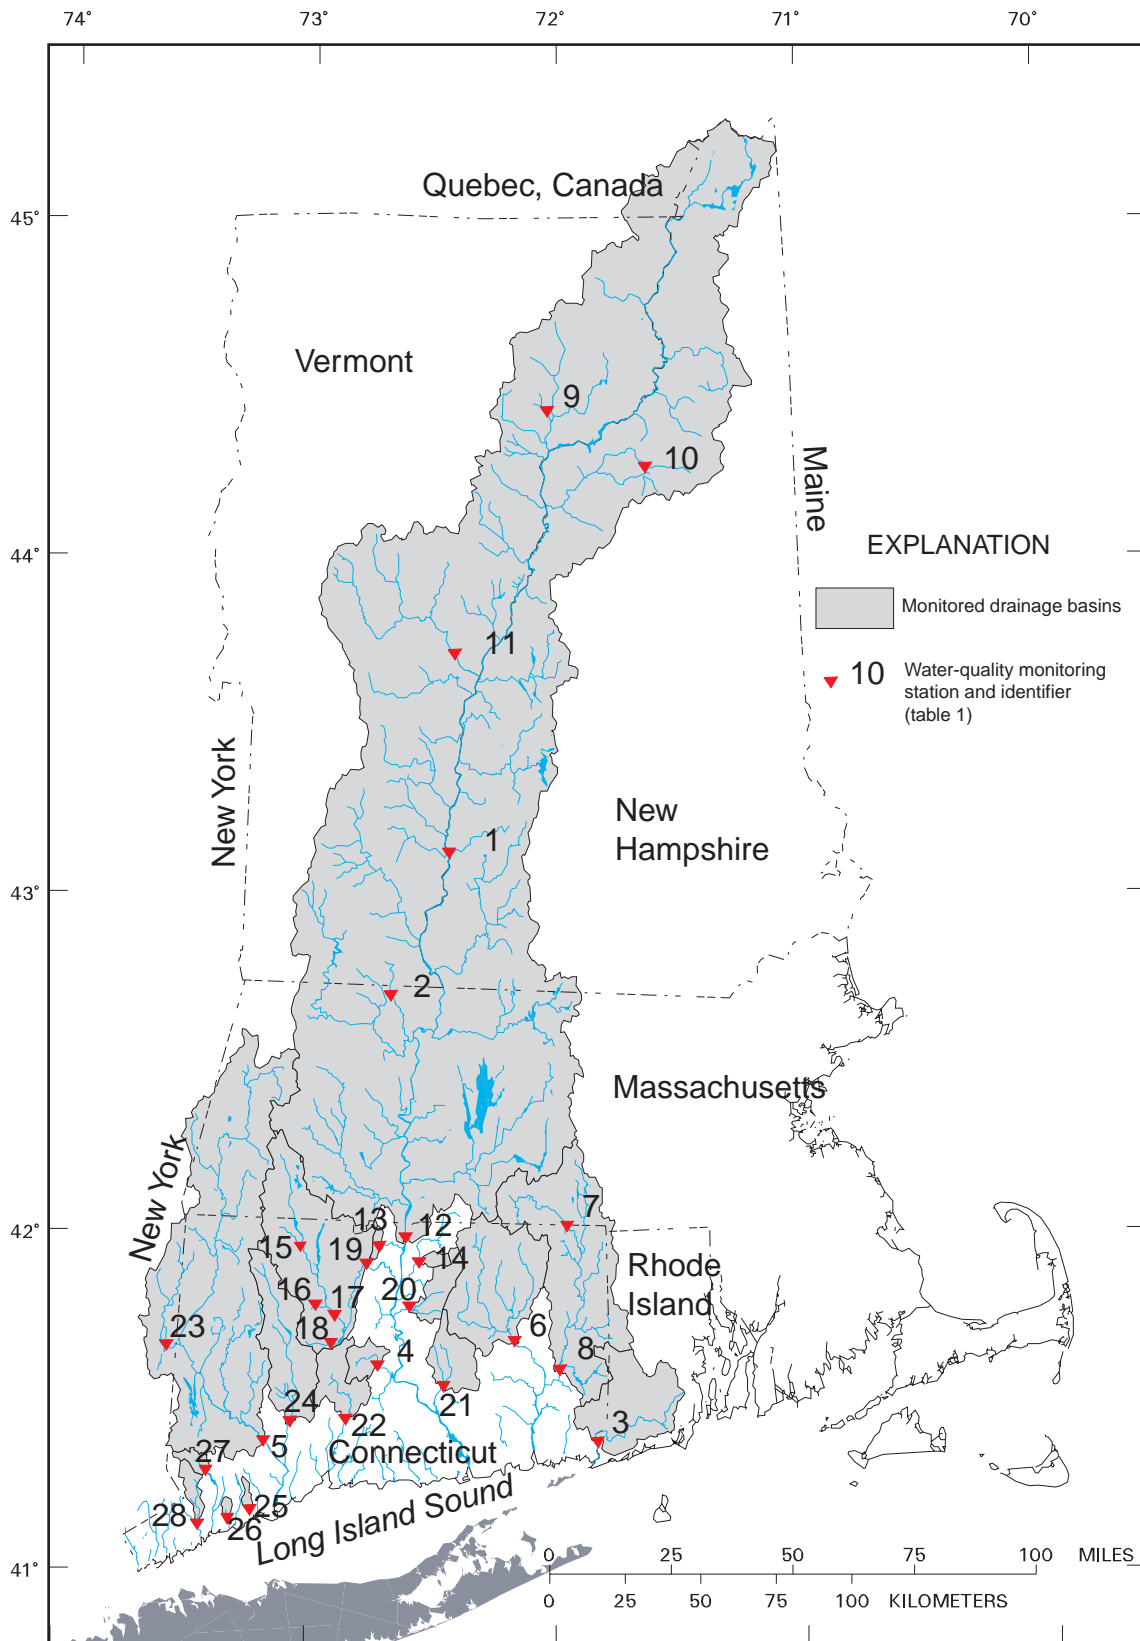 74°
73°
72°
71°
70°
Quebec, Canada
45°
Vermont
9
10
Maine
44°
EXPLANATION
Monitored drainage basins
11
10
Water-quality monitoring
station and identifier
(table 1)
New York
New
Hampshire
1
43°
2
Massachusetts
New York
42°
7
13
12
15
19
14
Rhode
Island
16
17
20
18
23
6
4
8
21
24
22
3
5
Connecticut
27
28
25
26
Long Island Sound
41°
0 25 50 75 100 MILES
0 25 50 75 100 KILOMETERS